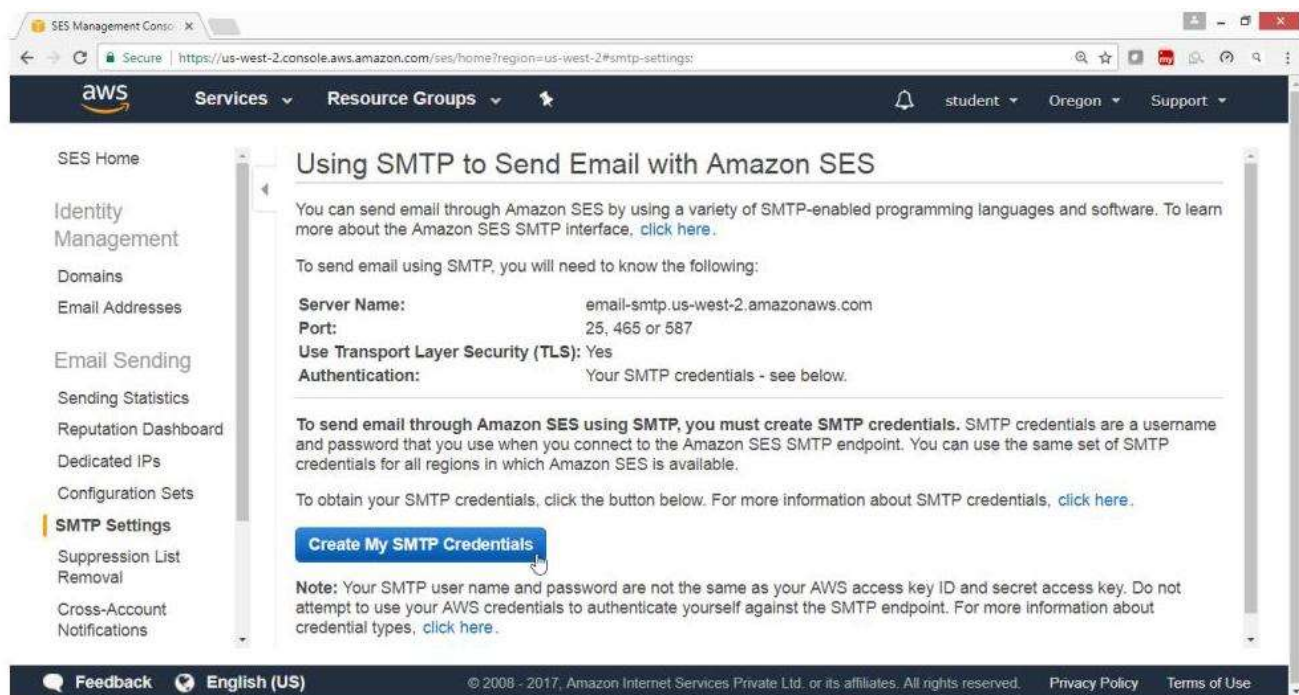 SES Management Conso
Secure https://us-west-2.console.aws.amazon.com/ses/home?region=us-west-2#smtp-settings:
my
aws Services Resource Groups student Oregon Support
SES Home
Identity
Management
Domains
Email Addresses
Email Sending
Sending Statistics
Reputation Dashboard
Dedicated IPs
Configuration Sets
SMTP Settings
Suppression List
Removal
Cross-Account
Notifications
Using SMTP to Send Email with Amazon SES
You can send email through Amazon SES by using a variety of SMTP-enabled programming languages and software. To learn
more about the Amazon SES SMTP interface, click here.
To send email using SMTP, you will need to know the following:
Server Name: email-smtp.us-west-2.amazonaws.com
Port: 25, 465 or 587
Use Transport Layer Security (TLS): Yes
Authentication: Your SMTP credentials - see below.
To send email through Amazon SES using SMTP, you must create SMTP credentials. SMTP credentials are a username
and password that you use when you connect to the Amazon SES SMTP endpoint. You can use the same set of SMTP
credentials for all regions in which Amazon SES is available.
To obtain your SMTP credentials, click the button below. For more information about SMTP credentials, click here.
Create My SMTP Credentials
Note: Your SMTP user name and password are not the same as your AWS access key ID and secret access key. Do not
attempt to use your AWS credentials to authenticate yourself against the SMTP endpoint. For more information about
credential types, click here.
Feedback English (US) © 2008 - 2017, Amazon Internet Services Private Ltd. or its affiliates. All rights reserved. Privacy Policy Terms of Use